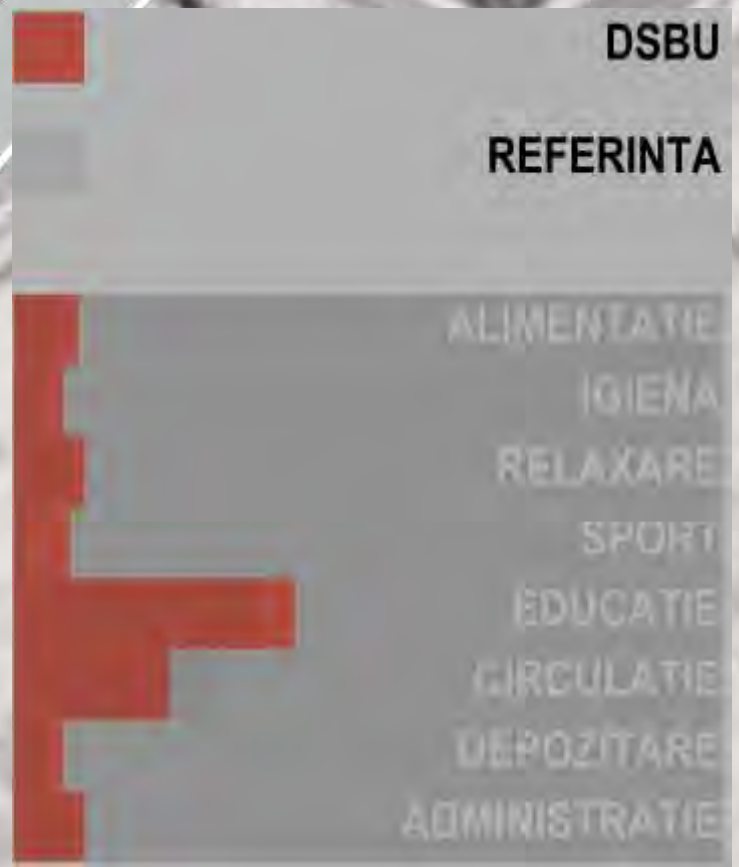 DSBU
REFERINTA
ALIMENTATIE
IGIENA
RELAXARE
SPORT
EDUCATIE
CIRCULATIE
DEPOZITARE
ADMINISTRATIE